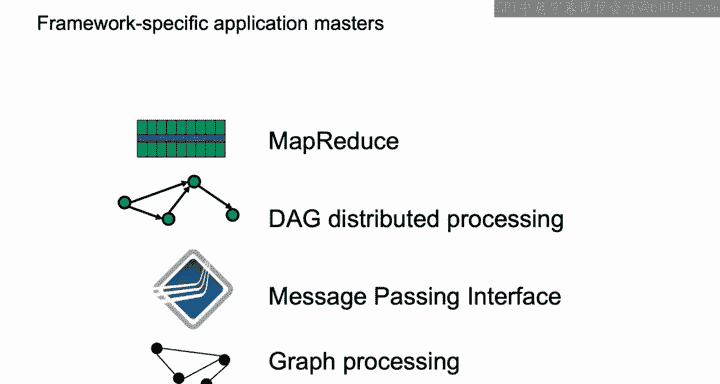 Framework-specific application masters
MapReduce
DAG distributed processing
Message Passing Interface
Graph processing